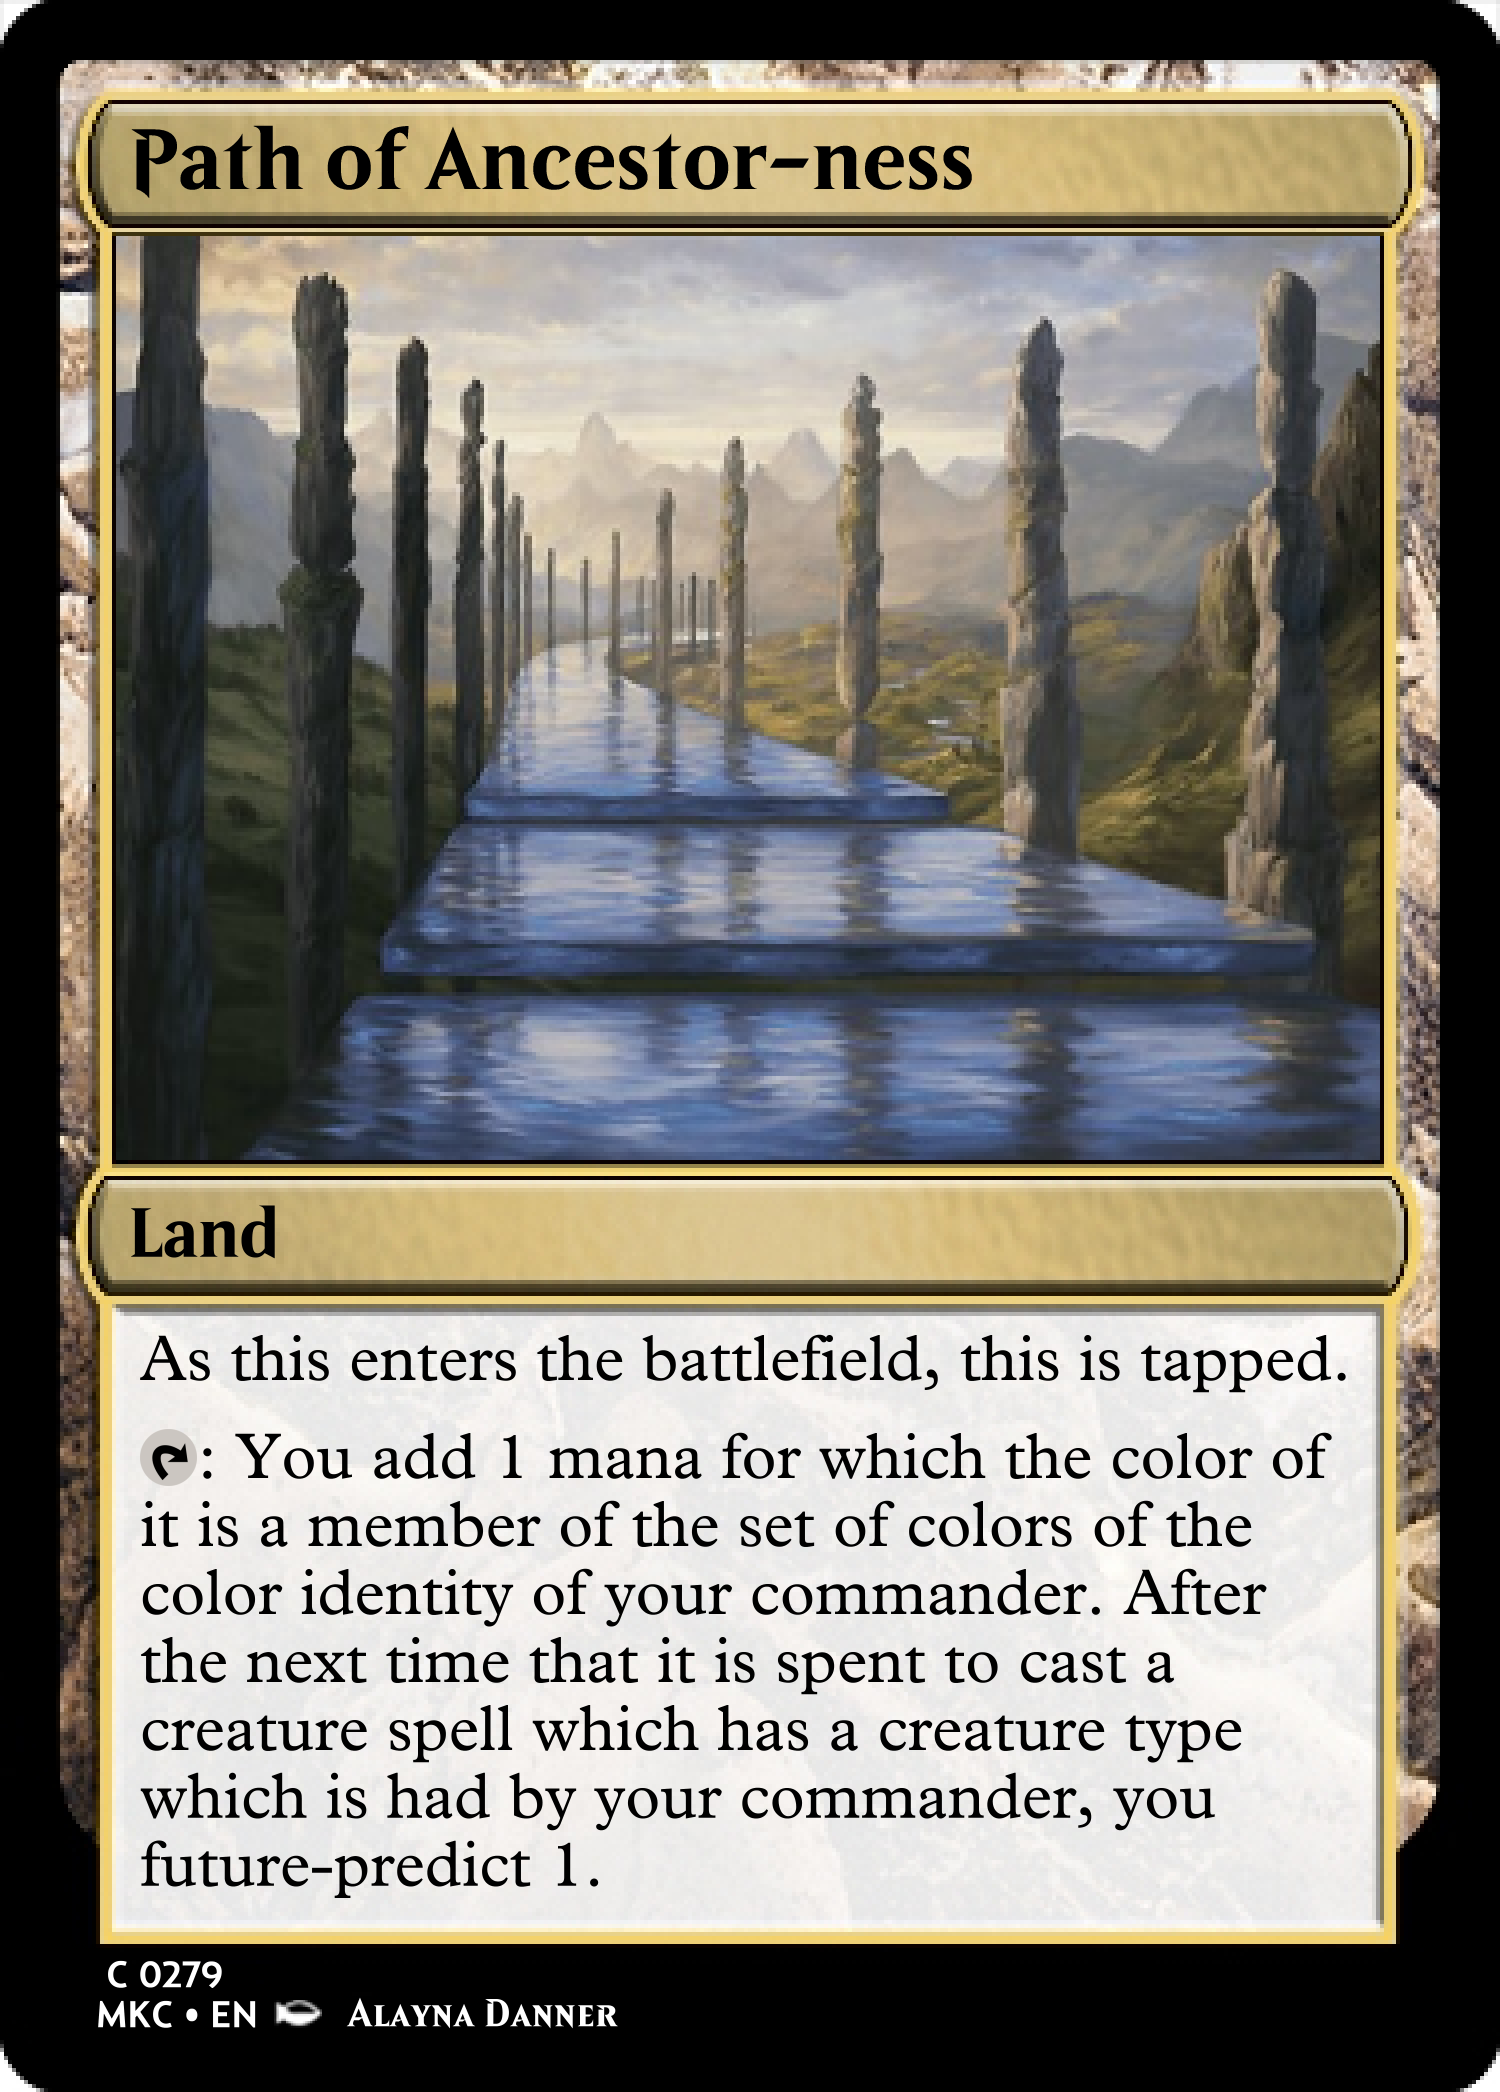 Path of Ancestor-ness
Land
As this enters the battlefield, this is tapped.
: You add 1 mana for which the color of
it is a member of the set of colors of the
color identity of your commander. After
the next time that it is spent to cast a
creature spell which has a creature type
which is had by your commander, you
future-predict 1.
C 0279
MKC • EN Alayna Danner